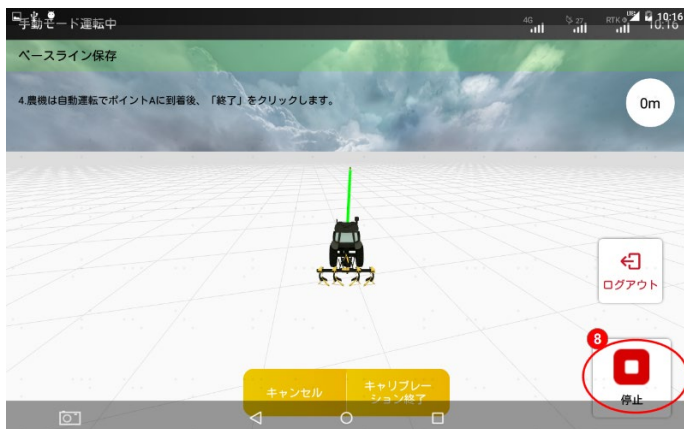 手動モード運転中
4G
27
RTK
10:16
10:16
ベースライン保存
4.農機は自動運転でポイントAに到着後、「終了」をクリックします。
0m
ログアウト
8
停止
キャンセル
キャリブレー
ション終了